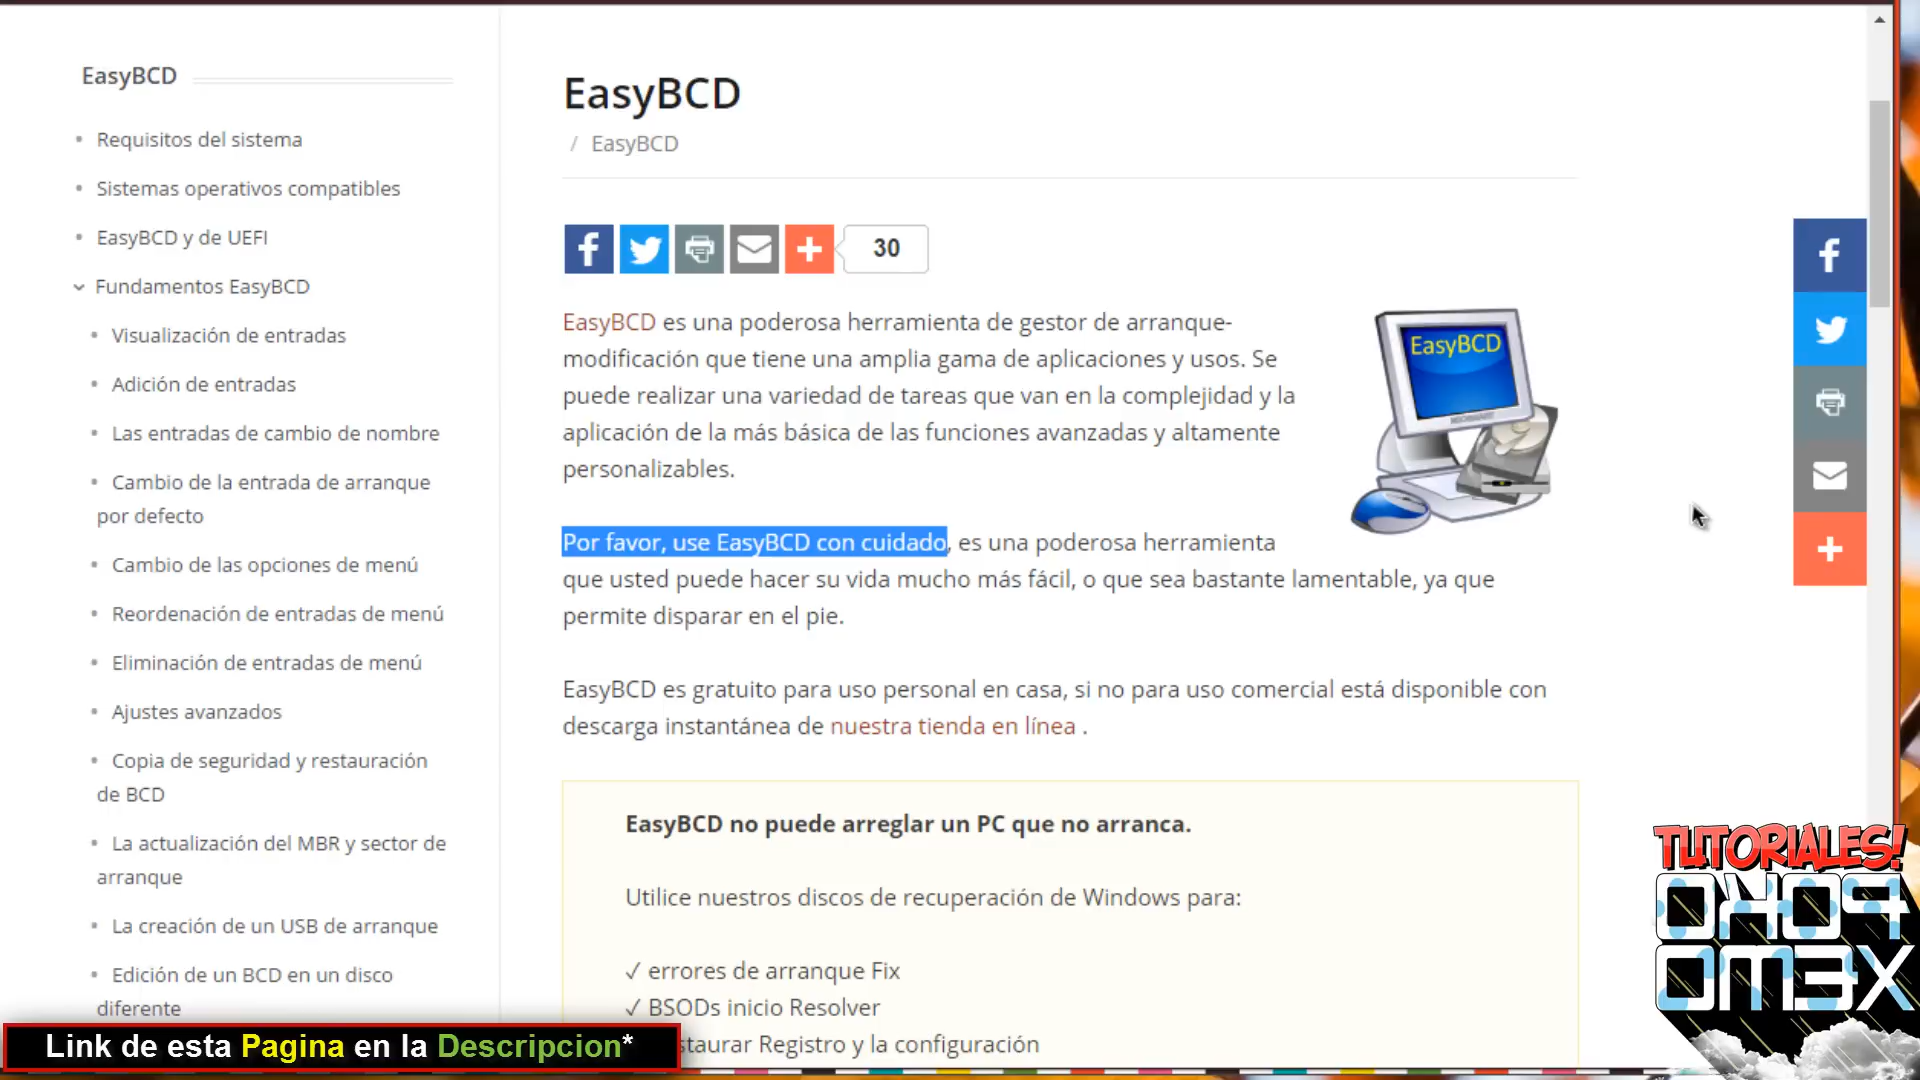 EasyBCD
Requisitos del sistema
Sistemas operativos compatibles
EasyBCD y de UEFI
Fundamentos EasyBCD
Visualización de entradas
Adición de entradas
Las entradas de cambio de nombre
Cambio de la entrada de arranque
por defecto
Cambio de las opciones de menú
Reordenación de entradas de menú
Eliminación de entradas de menú
Ajustes avanzados
Copia de seguridad y restauración
de BCD
La actualización del MBR y sector de
arranque
La creación de un USB de arranque
Edición de un BCD en un disco
diferente
EasyBCD
/ EasyBCD
30
EasyBCD es una poderosa herramienta de gestor de arranque-
modificación que tiene una amplia gama de aplicaciones y usos. Se
puede realizar una variedad de tareas que van en la complejidad y la
aplicación de la más básica de las funciones avanzadas y altamente
personalizables.
EasyBCD
Por favor, use EasyBCD con cuidado, es una poderosa herramienta
que usted puede hacer su vida mucho más fácil, o que sea bastante lamentable, ya que
permite disparar en el pie.
EasyBCD es gratuito para uso personal en casa, si no para uso comercial está disponible con
descarga instantánea de nuestra tienda en línea .
EasyBCD no puede arreglar un PC que no arranca.
Utilice nuestros discos de recuperación de Windows para:
✓ errores de arranque Fix
✓ BSODs inicio Resolver
staurar Registro y la configuración
Link de esta Pagina en la Descripcion*
TUTORIALES!